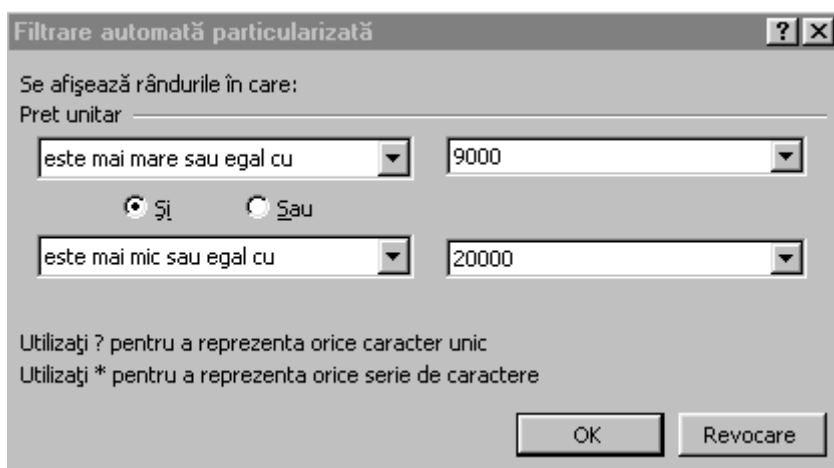 Filtrare automată particularizată
Se afişează rândurile în care:
Pret unitar
este mai mare sau egal cu 9000
Şi Sau
este mai mic sau egal cu 20000
Utilizaţi ? pentru a reprezenta orice caracter unic
Utilizaţi * pentru a reprezenta orice serie de caractere
OK Revocare